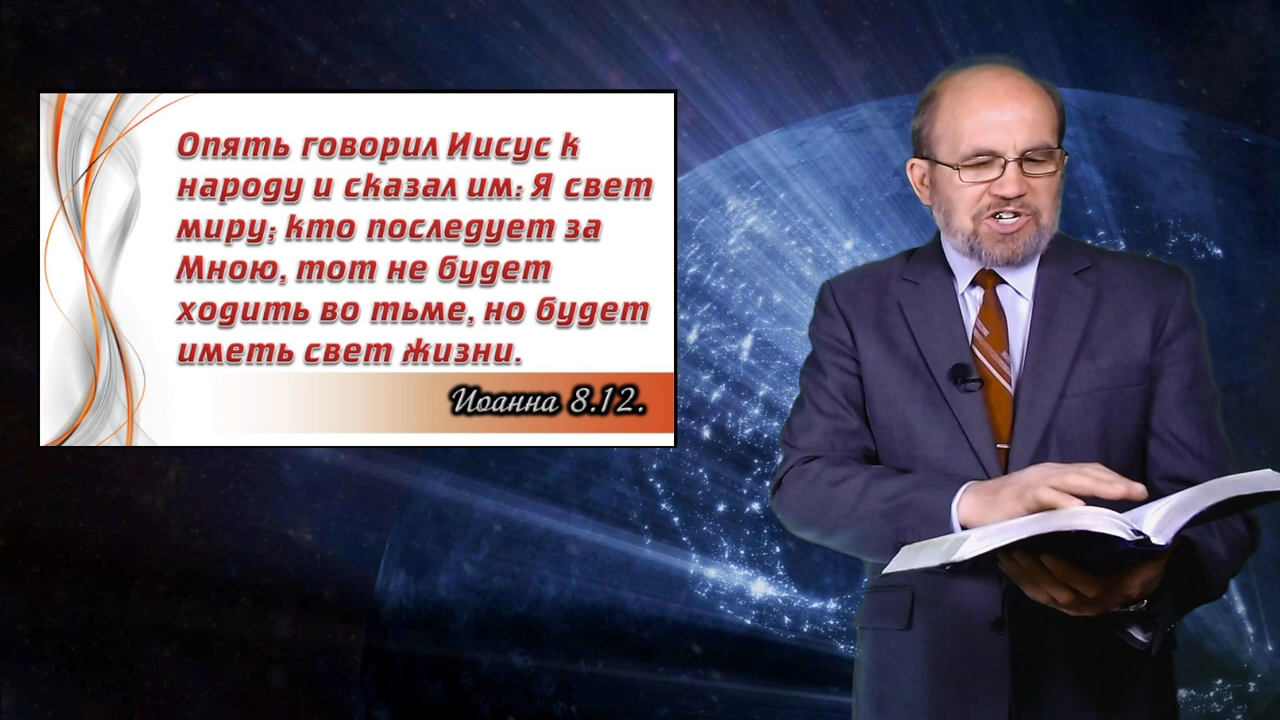 Опять говорил Иисус к
народу и сказал им: Я свет
миру; кто последует за
Мною, тот не будет
ходить во тьме, но будет
иметь свет жизни.
Иоанна 8.12.